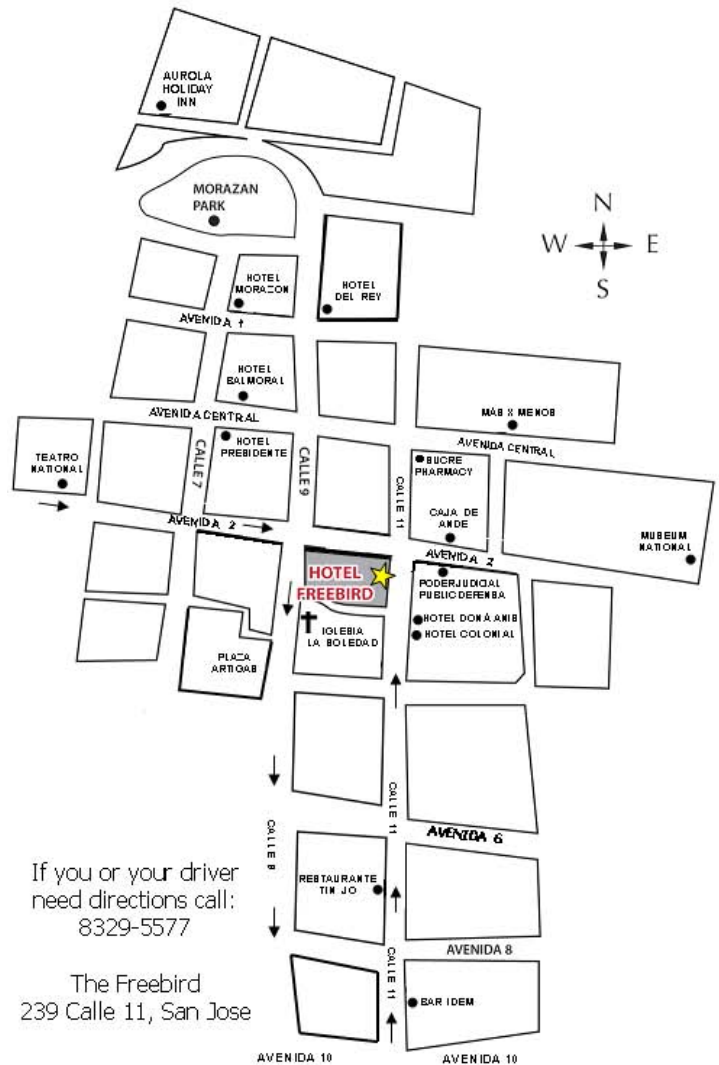 AUROLA
HOLIDAY
INN
MORAZAN
PARK
N
W E
S
HOTEL
MORAZON
HOTEL
DEL REY
AVENIDA 1
HOTEL
BALMORAL
MAS X MENOS
AVENIDA CENTRAL
AVENIDA CENTRAL
TEATRO
NATIONAL
CALLE 7
HOTEL
PRESIDENTE
CALLE 9
CALLE 11
SUCRE
PHARMACY
CAJA DE
ANDE
AVENIDA 2
AVENIDA 2
MUSEUM
NATIONAL
HOTEL
FREEBIRD
PODERJUDICIAL
PUBLIC DEFENSA
HOTEL DONA ANIS
HOTEL COLONIAL
IGLESIA
LA SOLEDAD
PLAZA
ARTIGAS
CALLE 11
CALLE 9
AVENIDA 6
RESTAURANTE
TIN JO
If you or your driver
need directions call:
8329-5577
AVENIDA 8
CALLE 11
The Freebird
239 Calle 11, San Jose
BAR IDEM
AVENIDA 10
AVENIDA 10